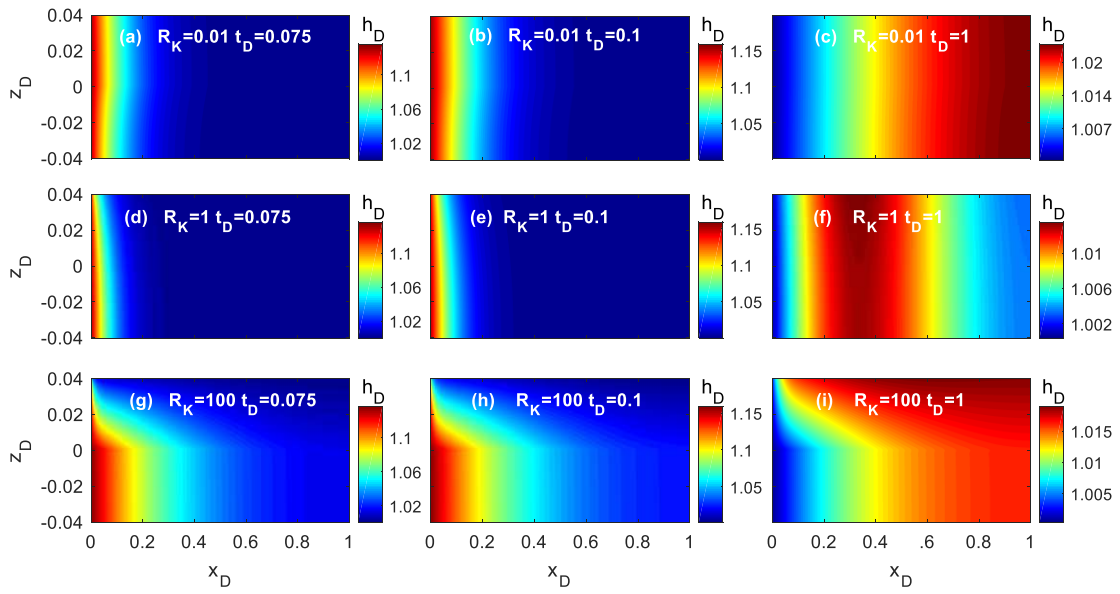 (a) R_K=0.01 t_D=0.075
h_D
0.04
0.02
0
-0.02
-0.04
z_D
1.1
1.06
1.02
(b) R_K=0.01 t_D=0.1
h_D
1.15
1.1
1.05
(c) R_K=0.01 t_D=1
h_D
1.02
1.014
1.007
(d) R_K=1 t_D=0.075
h_D
0.04
0.02
0
-0.02
-0.04
z_D
1.1
1.06
1.02
(e) R_K=1 t_D=0.1
h_D
1.15
1.1
1.05
(f) R_K=1 t_D=1
h_D
1.01
1.006
1.002
(g) R_K=100 t_D=0.075
h_D
0.04
0.02
0
-0.02
-0.04
z_D
1.1
1.06
1.02
0 0.2 0.4 0.6 0.8 1
x_D
(h) R_K=100 t_D=0.1
h_D
1.15
1.1
1.05
0 0.2 0.4 0.6 0.8 1
x_D
(i) R_K=100 t_D=1
h_D
1.015
1.01
1.005
0 0.2 0.4 .6 0.8 1
x_D